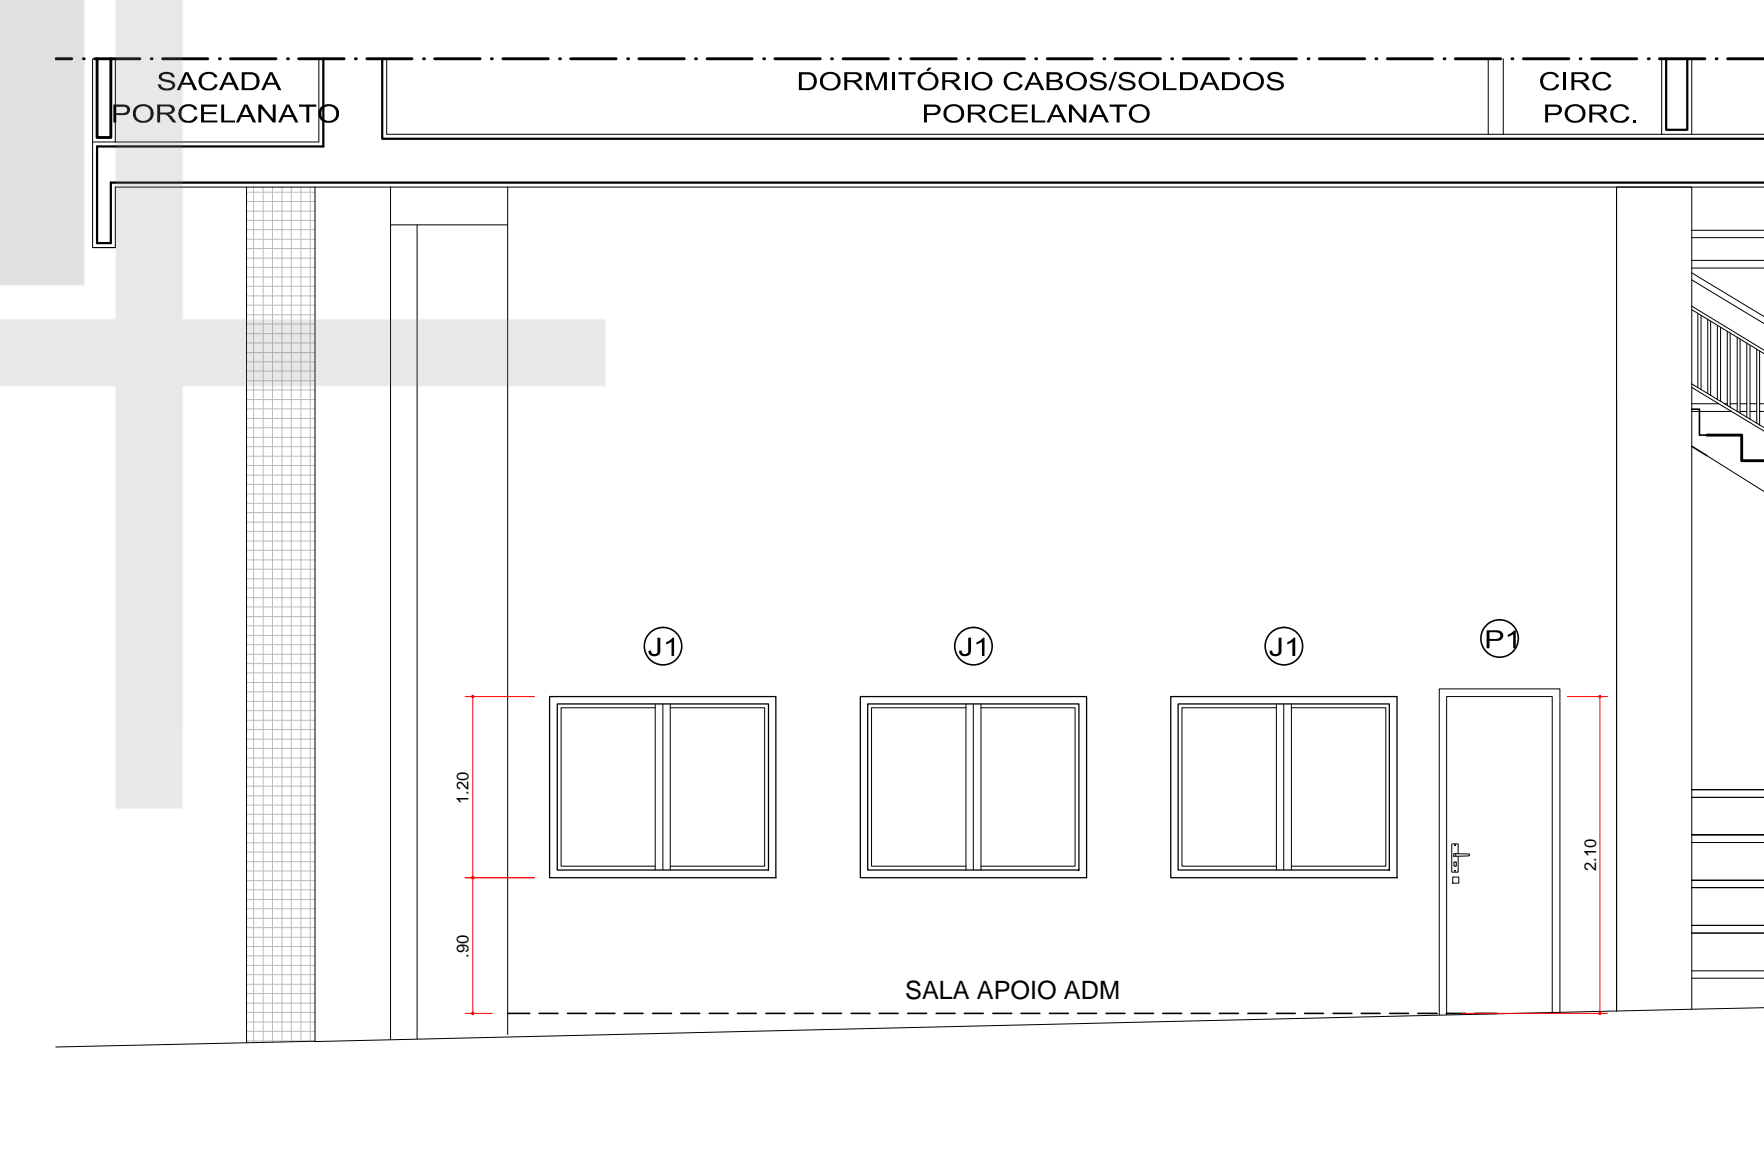 SACADA
PORCELANATO
DORMITÓRIO CABOS/SOLDADOS
PORCELANATO
CIRC
PORC.
J1
J1
J1
P1
1.20
2.10
.90
SALA APOIO ADM